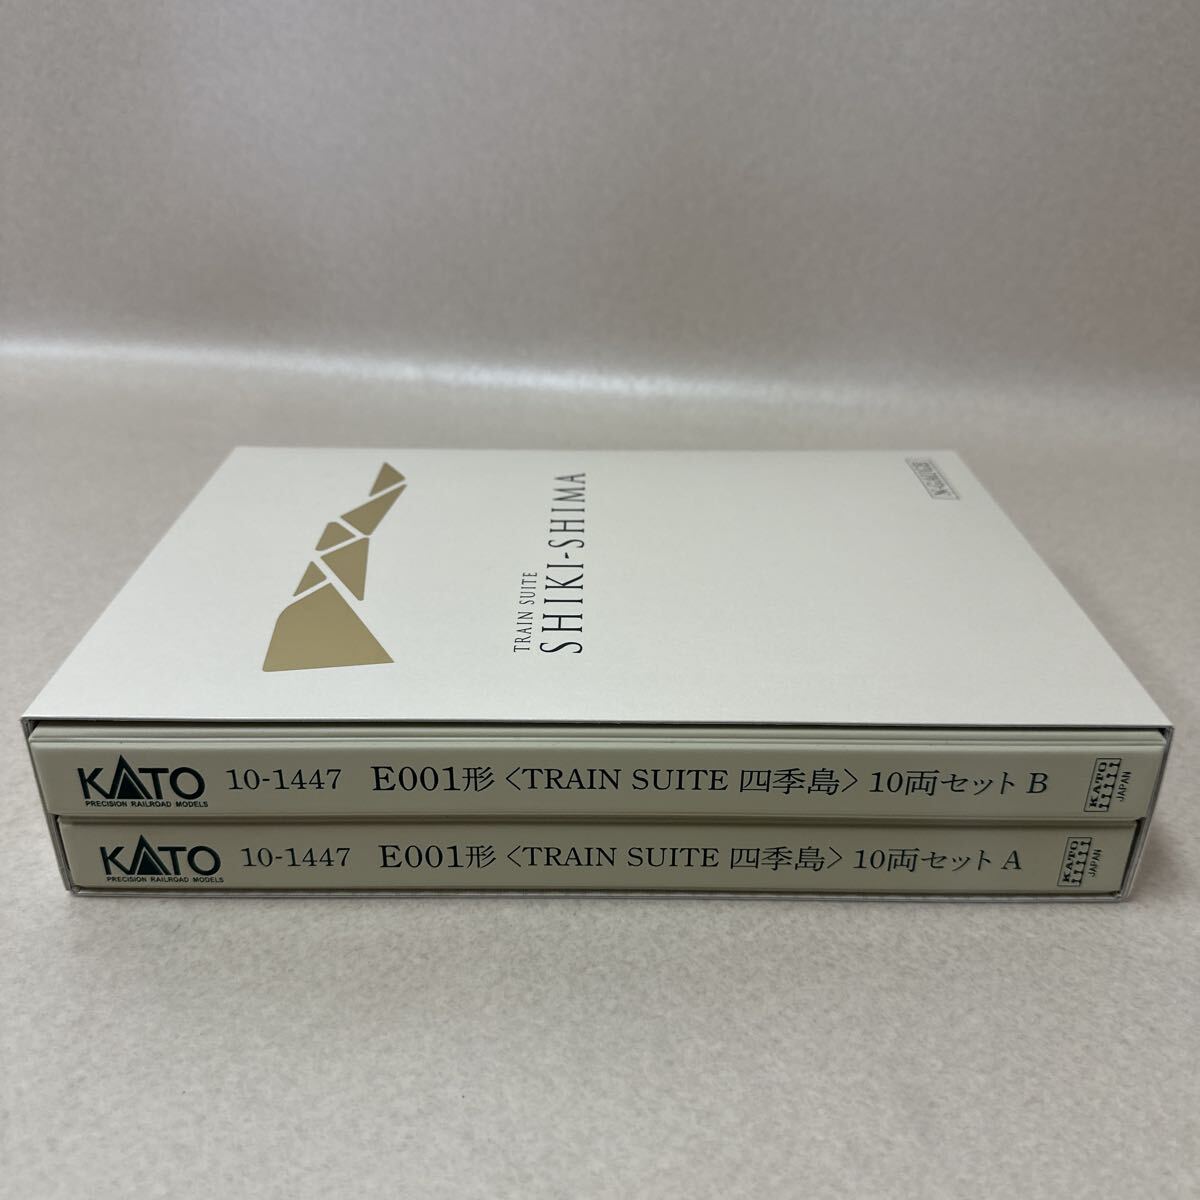 TRAIN SUITE
SHIKI-SHIMA
KATO 10-1447 E001形〈TRAIN SUITE 四季島〉10両セット B
PRECISION RAILROAD MODELS
KATO
JAPAN
KATO 10-1447 E001形〈TRAIN SUITE 四季島〉10両セット A
PRECISION RAILROAD MODELS
KATO
JAPAN